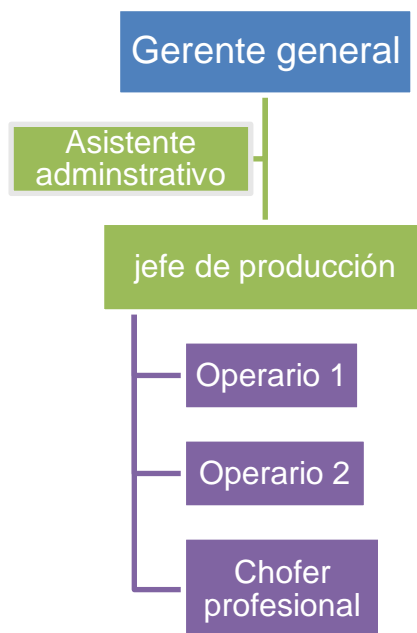 Gerente general
Asistente
adminstrativo
jefe de producción
Operario 1
Operario 2
Chofer
profesional